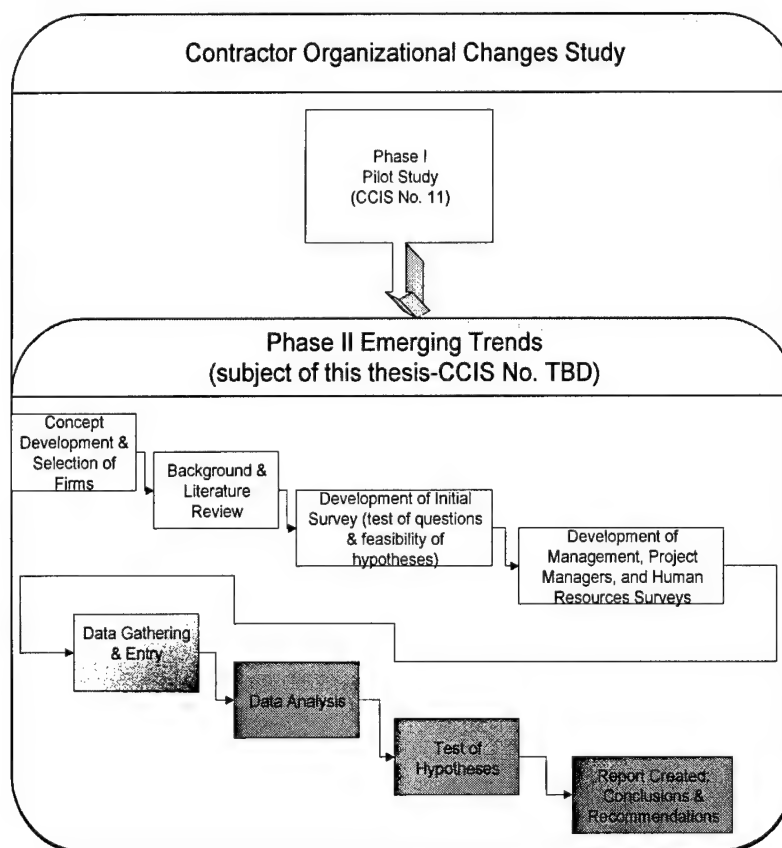 Contractor Organizational Changes Study
Phase I
Pilot Study
(CCIS No. 11)
Phase II Emerging Trends
(subject of this thesis-CCIS No. TBD)
Concept
Development &
Selection of
Firms
Background &
Literature
Review
Development of Initial
Survey (test of questions
& feasibility of
hypotheses)
Development of
Management, Project
Managers, and Human
Resources Surveys
Data Gathering
& Entry
Data Analysis
Test of
Hypotheses
Report Created:
Conclusions &
Recommendations